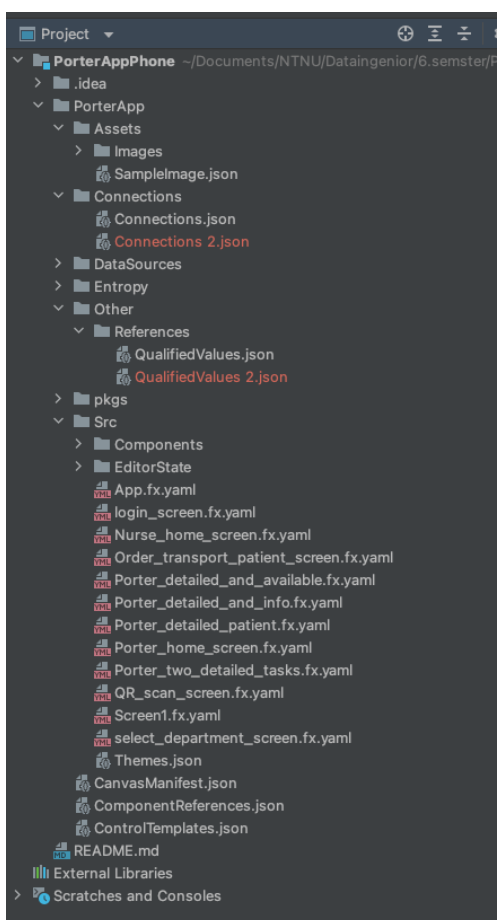 Project
PorterAppPhone ~/Documents/NTNU/Dataingenior/6.semster/P
.idea
PorterApp
Assets
Images
SampleImage.json
Connections
Connections.json
Connections 2.json
DataSources
Entropy
Other
References
QualifiedValues.json
QualifiedValues 2.json
pkgs
Src
Components
EditorState
App.fx.yaml
login_screen.fx.yaml
Nurse_home_screen.fx.yaml
Order_transport_patient_screen.fx.yaml
Porter_detailed_and_available.fx.yaml
Porter_detailed_and_info.fx.yaml
Porter_detailed_patient.fx.yaml
Porter_home_screen.fx.yaml
Porter_two_detailed_tasks.fx.yaml
QR_scan_screen.fx.yaml
Screen1.fx.yaml
select_department_screen.fx.yaml
Themes.json
CanvasManifest.json
ComponentReferences.json
ControlTemplates.json
README.md
External Libraries
Scratches and Consoles